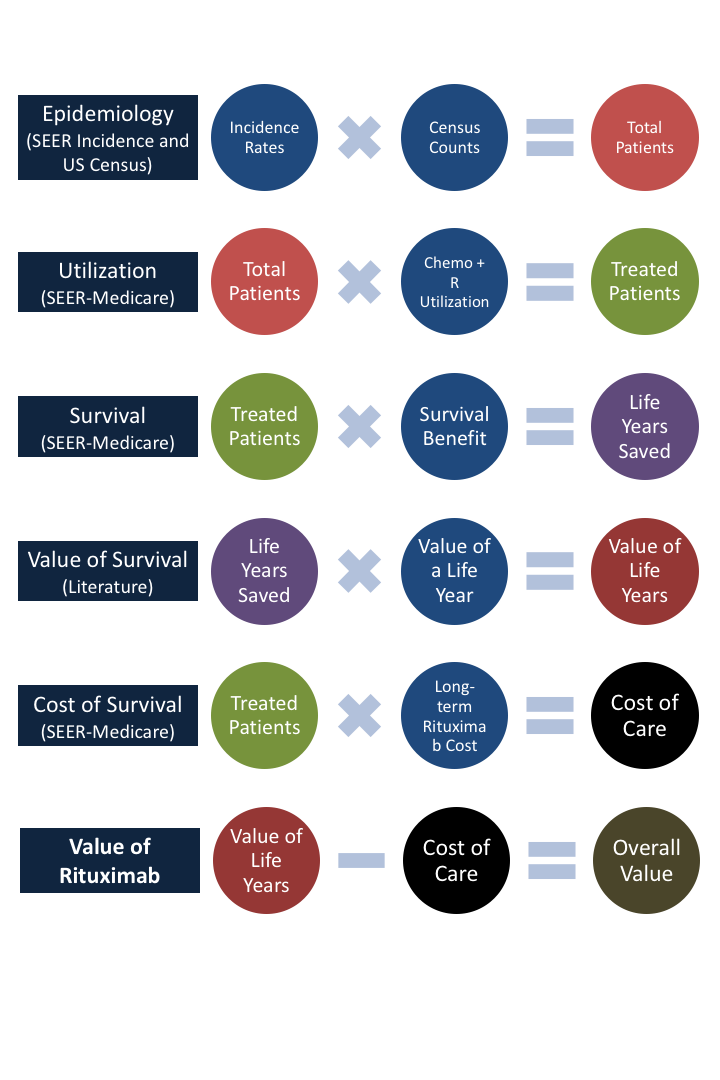 Epidemiology
(SEER Incidence and
US Census)
Incidence
Rates
Census
Counts
Total
Patients
Utilization
(SEER-Medicare)
Total
Patients
Chemo +
R
Utilization
Treated
Patients
Survival
(SEER-Medicare)
Treated
Patients
Survival
Benefit
Life
Years
Saved
Value of Survival
(Literature)
Life
Years
Saved
Value of
a Life
Year
Value of
Life
Years
Cost of Survival
(SEER-Medicare)
Treated
Patients
Long-
term
Rituxima
b Cost
Cost of
Care
Value of
Rituximab
Value of
Life
Years
Cost of
Care
Overall
Value